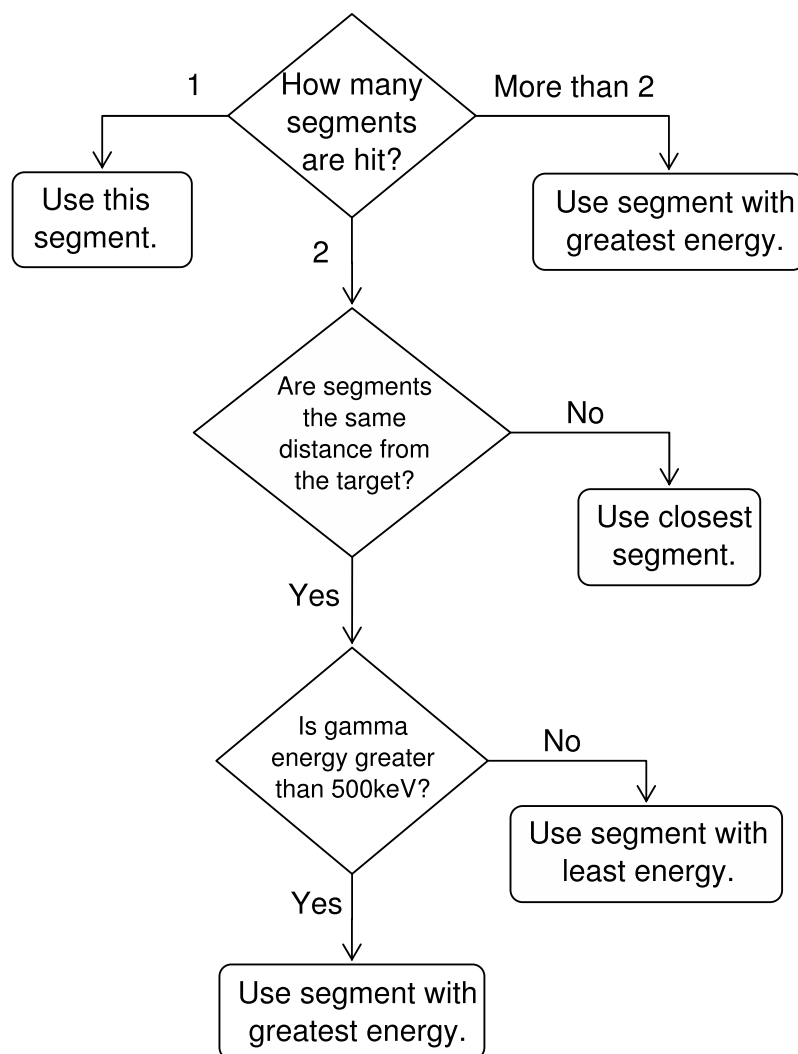 How many
segments
are hit?
1
More than 2
Use this
segment.
Use segment with
greatest energy.
2
Are segments
the same
distance from
the target?
No
Use closest
segment.
Yes
Is gamma
energy greater
than 500keV?
No
Use segment with
least energy.
Yes
Use segment with
greatest energy.